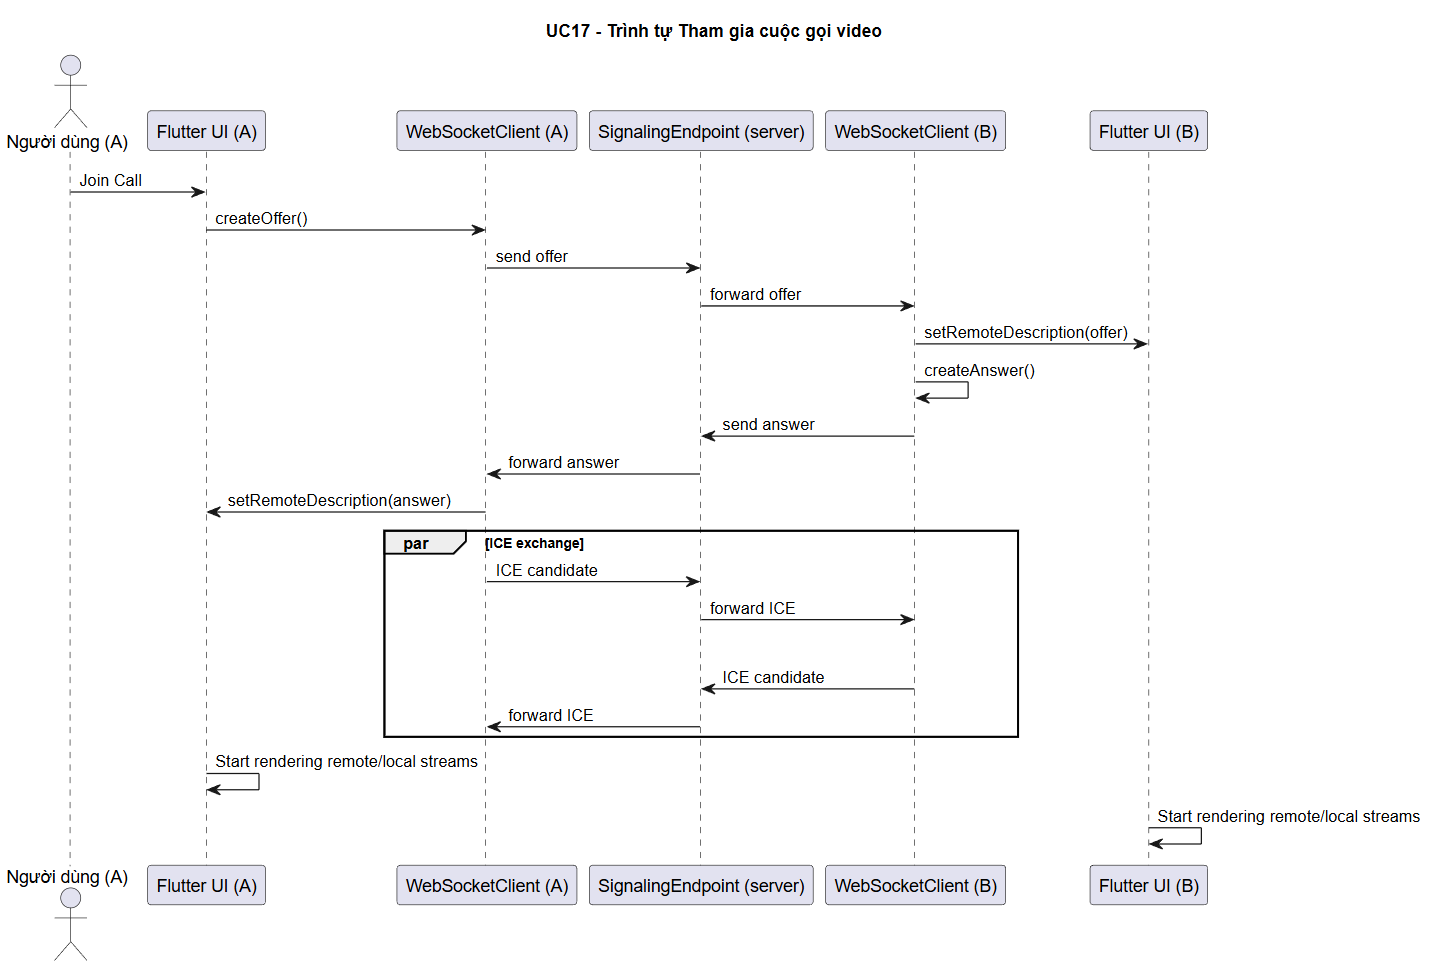 UC17 - Trình tự Tham gia cuộc gọi video
Người dùng (A)
Flutter UI (A)
WebSocketClient (A)
SignalingEndpoint (server)
WebSocketClient (B)
Flutter UI (B)
Join Call
createOffer()
send offer
forward offer
setRemoteDescription(offer)
createAnswer()
send answer
forward answer
setRemoteDescription(answer)
par
[ICE exchange]
ICE candidate
forward ICE
ICE candidate
forward ICE
Start rendering remote/local streams
Start rendering remote/local streams
Người dùng (A)
Flutter UI (A)
WebSocketClient (A)
SignalingEndpoint (server)
WebSocketClient (B)
Flutter UI (B)